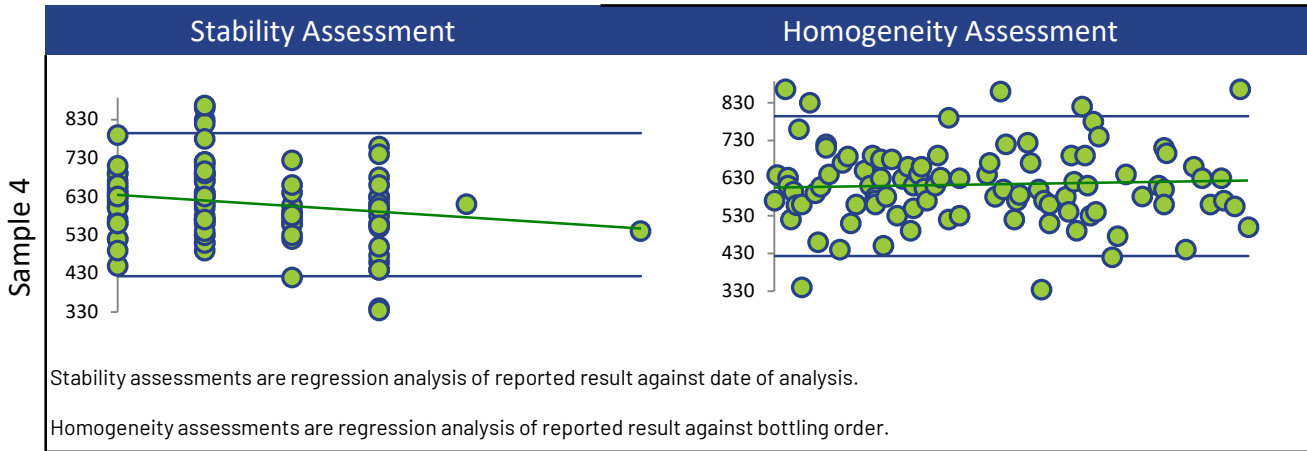 Stability Assessment
Homogeneity Assessment
Sample 4
830
730
630
530
430
330
830
730
630
530
430
330
Stability assessments are regression analysis of reported result against date of analysis.
Homogeneity assessments are regression analysis of reported result against bottling order.